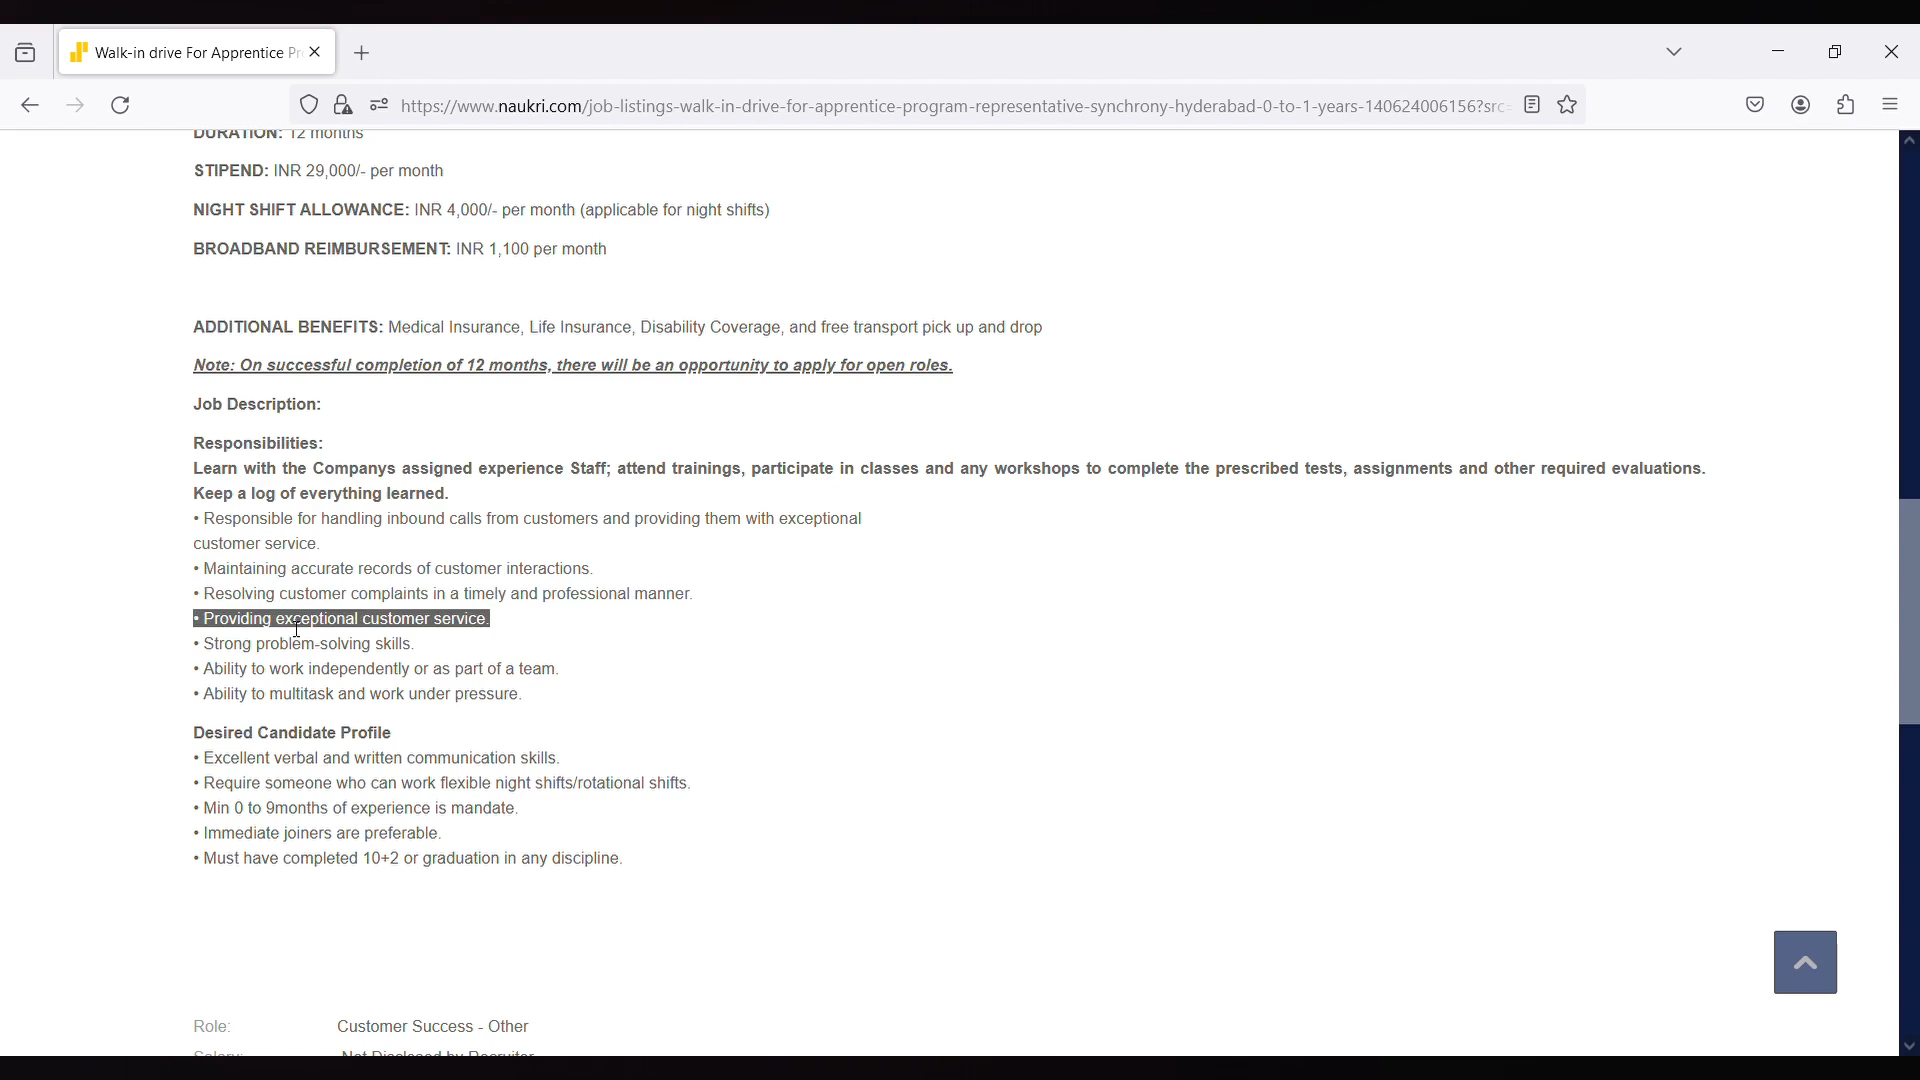 Walk-in drive For Apprentice Pr
https://www.naukri.com/job-listings-walk-in-drive-for-apprentice-program-representative-synchrony-hyderabad-0-to-1-years-140624006156?src=
DURATION: 12 months
STIPEND: INR 29,000/- per month
NIGHT SHIFT ALLOWANCE: INR 4,000/- per month (applicable for night shifts)
BROADBAND REIMBURSEMENT: INR 1,100 per month
ADDITIONAL BENEFITS: Medical Insurance, Life Insurance, Disability Coverage, and free transport pick up and drop
Note: On successful completion of 12 months, there will be an opportunity to apply for open roles.
Job Description:
Responsibilities:
Learn with the Companys assigned experience Staff; attend trainings, participate in classes and any workshops to complete the prescribed tests, assignments and other required evaluations.
Keep a log of everything learned.
• Responsible for handling inbound calls from customers and providing them with exceptional
customer service.
• Maintaining accurate records of customer interactions.
• Resolving customer complaints in a timely and professional manner.
• Providing exceptional customer service.
• Strong problem-solving skills.
• Ability to work independently or as part of a team.
• Ability to multitask and work under pressure.
Desired Candidate Profile
• Excellent verbal and written communication skills.
• Require someone who can work flexible night shifts/rotational shifts.
• Min 0 to 9months of experience is mandate.
• Immediate joiners are preferable.
• Must have completed 10+2 or graduation in any discipline.
Role: Customer Success - Other
Salary: Not Disclosed by Recruiter